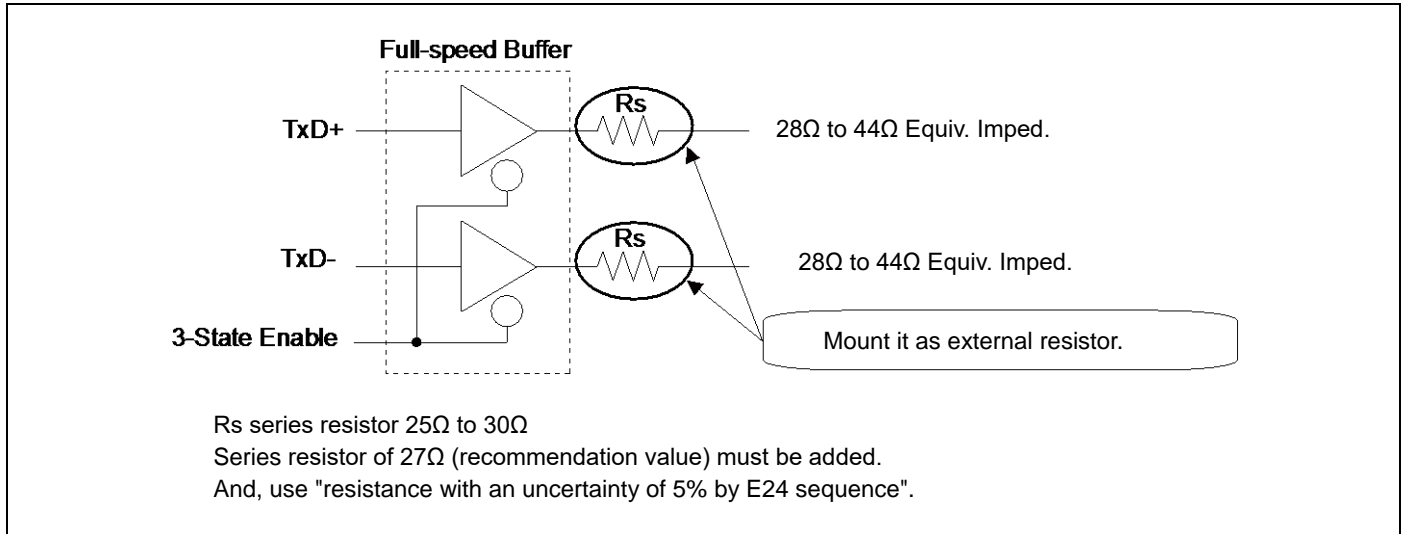 Full-speed Buffer
TxD+
Rs
28Ω to 44Ω Equiv. Imped.
TxD-
Rs
28Ω to 44Ω Equiv. Imped.
3-State Enable
Mount it as external resistor.
Rs series resistor 25Ω to 30Ω
Series resistor of 27Ω (recommendation value) must be added.
And, use "resistance with an uncertainty of 5% by E24 sequence".